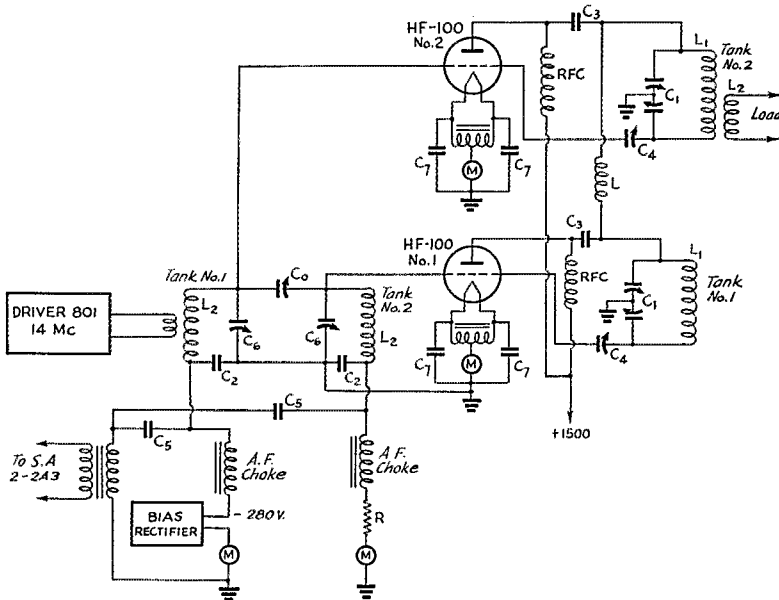 HF-100
No.2
C3
L1
Tank
No.2
RFC
C1
L2
Load
C4
C7
M
C7
L
HF-100
No.1
C3
L1
RFC
C1
Tank
No.1
C4
C7
M
C7
+1500
Tank No.1
C0
Tank
No.2
DRIVER 801
14 Mc
L2
C6
C6
L2
C2
C2
C5
C5
To S.A
2-2A3
A.F.
Choke
A.F.
Choke
BIAS
RECTIFIER
- 280 V.
R
M
M